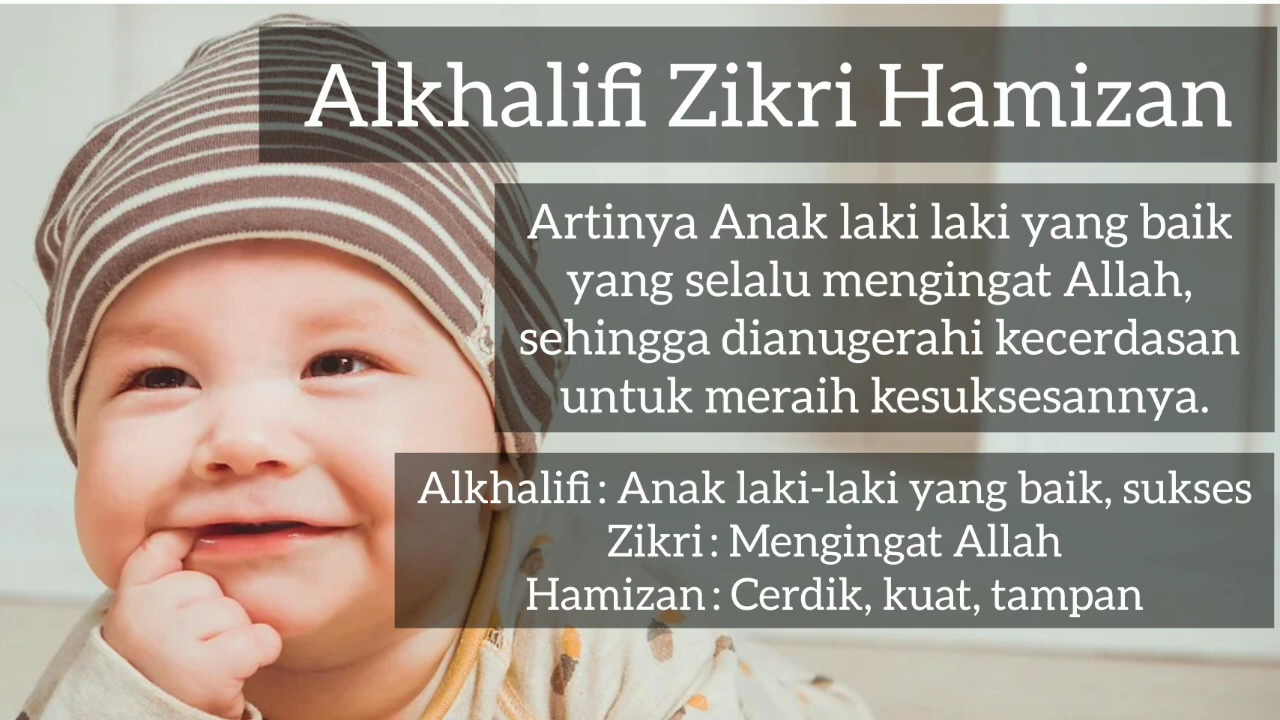 Alkhalifi Zikri Hamizan
Artinya Anak laki laki yang baik
yang selalu mengingat Allah,
sehingga dianugerahi kecerdasan
untuk meraih kesuksesannya.
Alkhalifi : Anak laki-laki yang baik, sukses
Zikri : Mengingat Allah
Hamizan : Cerdik, kuat, tampan